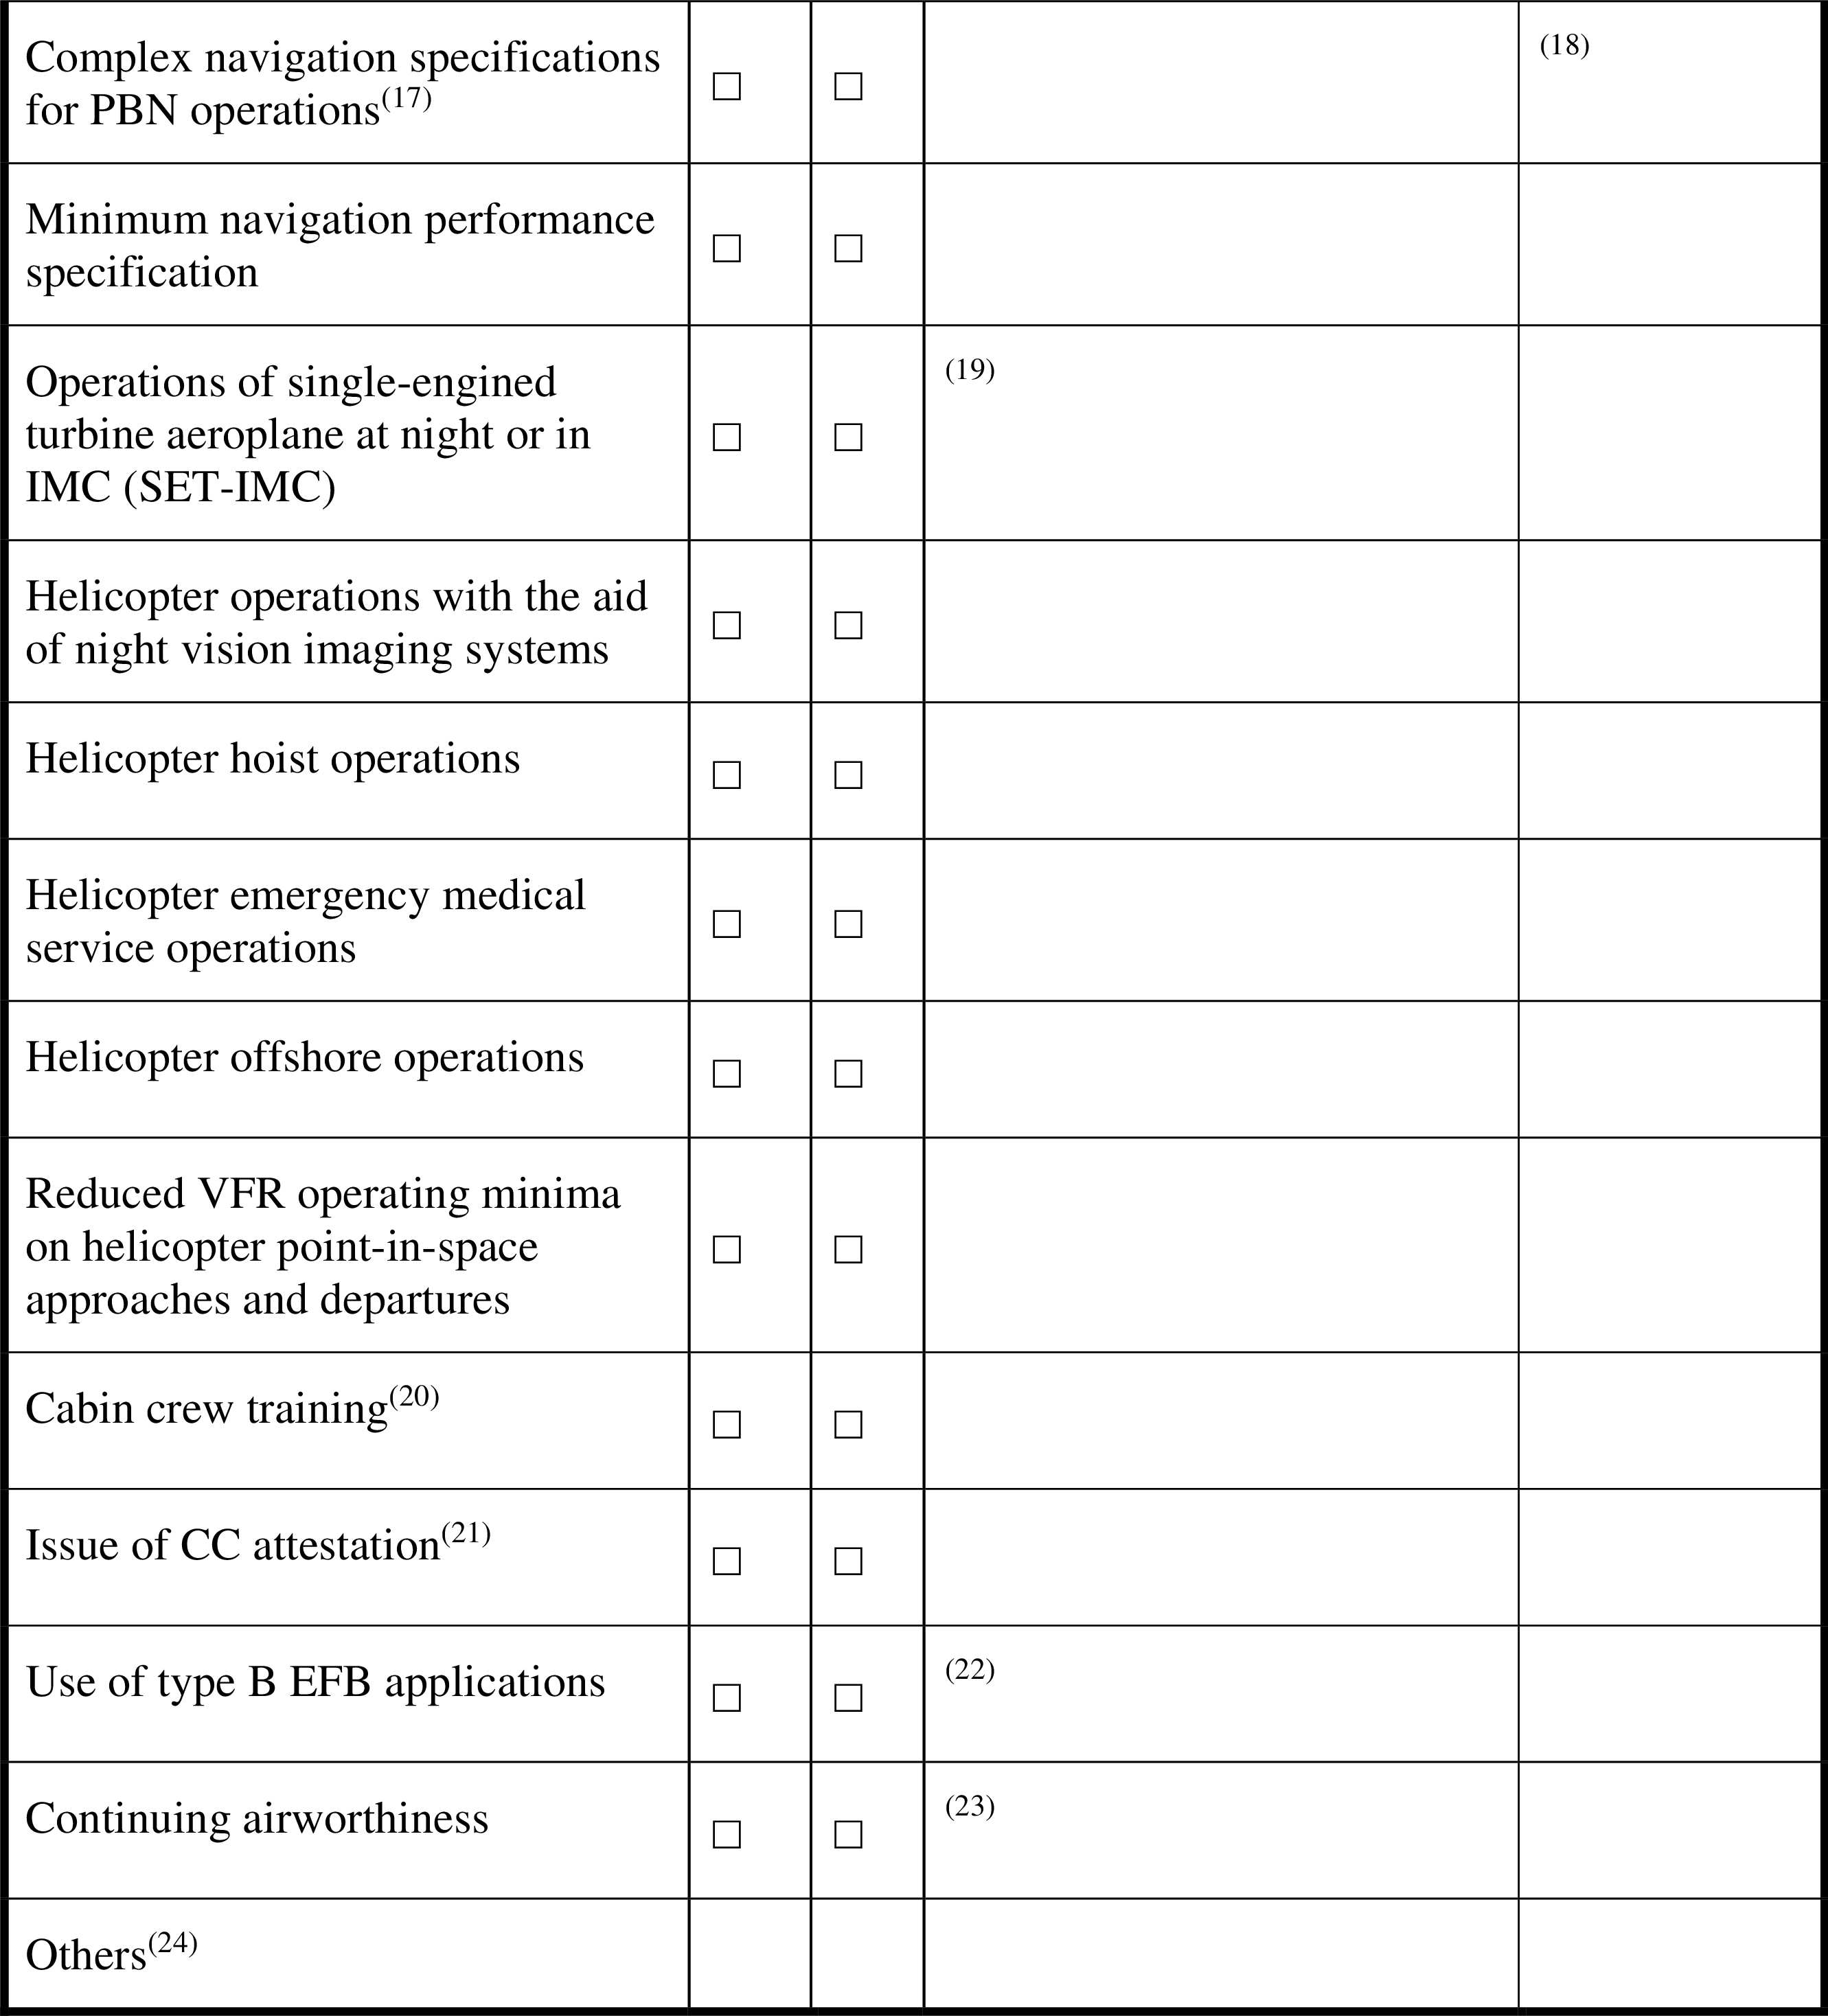 Complex navigation specifications
for PBN operations(17)
☐ ☐
(18)
Minimum navigation performance
specification
☐ ☐
Operations of single-engined
turbine aeroplane at night or in
IMC (SET-IMC)
☐ ☐
(19)
Helicopter operations with the aid
of night vision imaging systems
☐ ☐
Helicopter hoist operations
☐ ☐
Helicopter emergency medical
service operations
☐ ☐
Helicopter offshore operations
☐ ☐
Reduced VFR operating minima
on helicopter point-in-space
approaches and departures
☐ ☐
Cabin crew training(20)
☐ ☐
Issue of CC attestation(21)
☐ ☐
Use of type B EFB applications
☐ ☐
(22)
Continuing airworthiness
☐ ☐
(23)
Others(24)